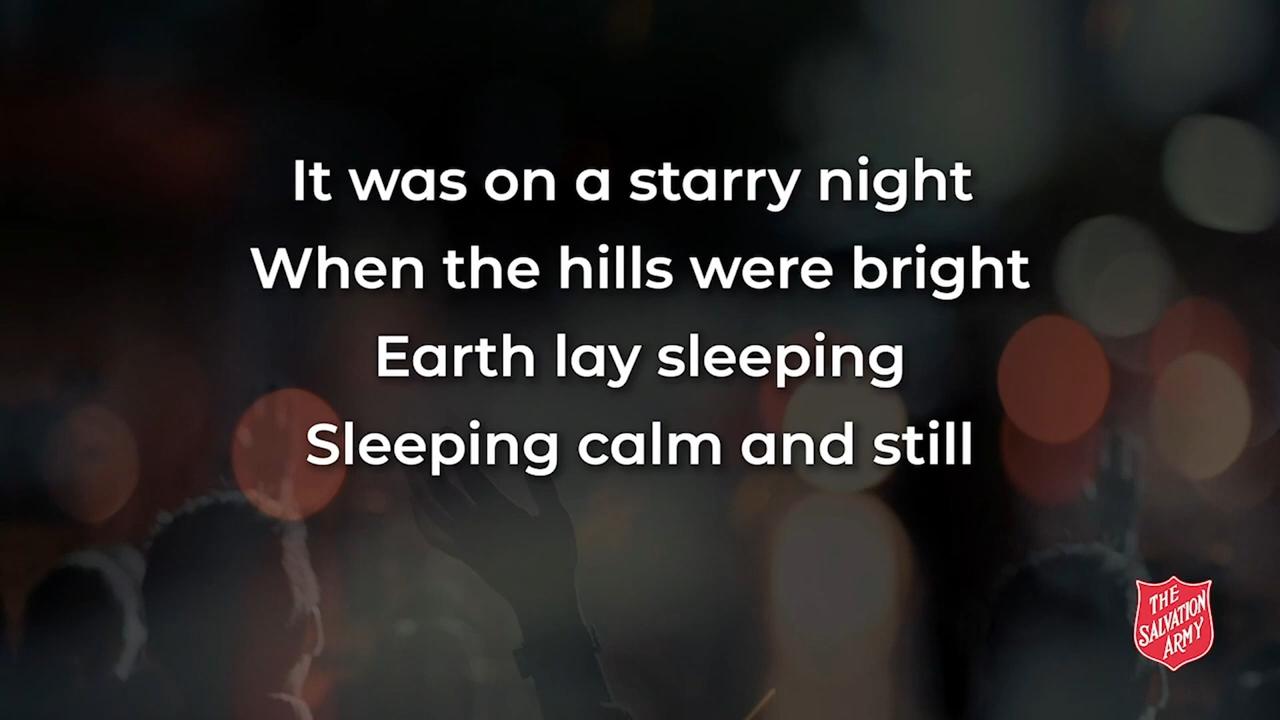 It was on a starry night
When the hills were bright
Earth lay sleeping
Sleeping calm and still
THE
SALVATION
ARMY